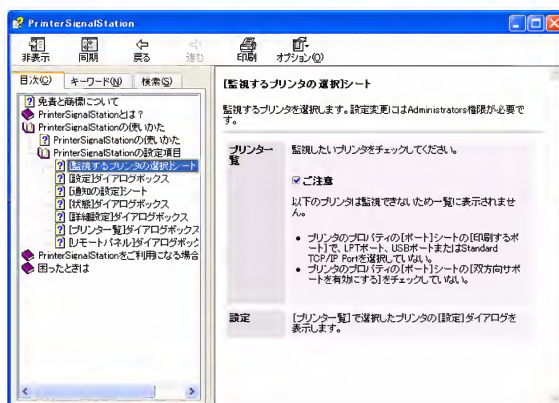 PrinterSignalStation
非表示 同期 戻る 進む 印刷 オプション(O)
目次(C) キーワード(N) 検索(S)
免責と商標について
PrinterSignalStationとは?
PrinterSignalStationの使いかた
PrinterSignalStationの使いかた
PrinterSignalStationの設定項目
[監視するプリンタの選択]シート
[設定]ダイアログボックス
[通知の設定]シート
[状態]ダイアログボックス
[詳細設定]ダイアログボックス
[プリンター覧]ダイアログボックス
[リモートパネル]ダイアログボック
PrinterSignalStationをご利用になる場合
困ったときは
[監視するプリンタの選択]シート
監視するプリンタを選択します。設定変更にはAdministrators権限が必要で
す。
プリンター
覧
監視したいプリンタをチェックしてください。
ご注意
以下のプリンタは監視できないため一覧に表示されませ
ん。
プリンタのプロパティの[ポート]シートの[印刷するポ
ート]で、LPTポート、USBポートまたはStandard
TCP/IP Portを選択していない。
プリンタのプロパティの[ポート]シートの[双方向サポ
ートを有効にする]をチェックしていない。
設定
[プリンター覧]で選択したプリンタの[設定]ダイアログを
表示します。